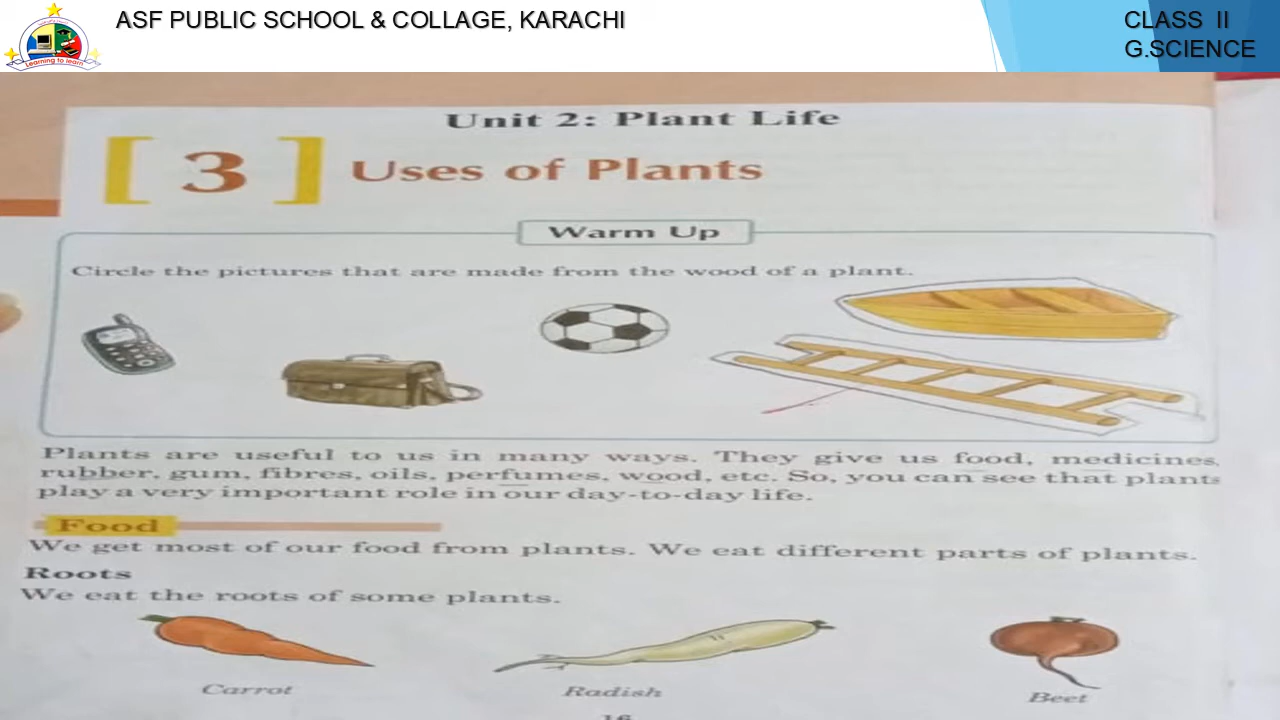 ASF PUBLIC SCHOOL & COLLAGE, KARACHI
CLASS II
G.SCIENCE
Learning to learn
Unit 2: Plant Life
[ 3 ] Uses of Plants
Warm Up
Circle the pictures that are made from the wood of a plant.
Plants are useful to us in many ways. They give us food, medicines,
rubber, gum, fibres, oils, perfumes, wood, etc. So, you can see that plants
play a very important role in our day-to-day life.
Food
We get most of our food from plants. We eat different parts of plants.
Roots
We eat the roots of some plants.
Carrot
Radish
Beet
16